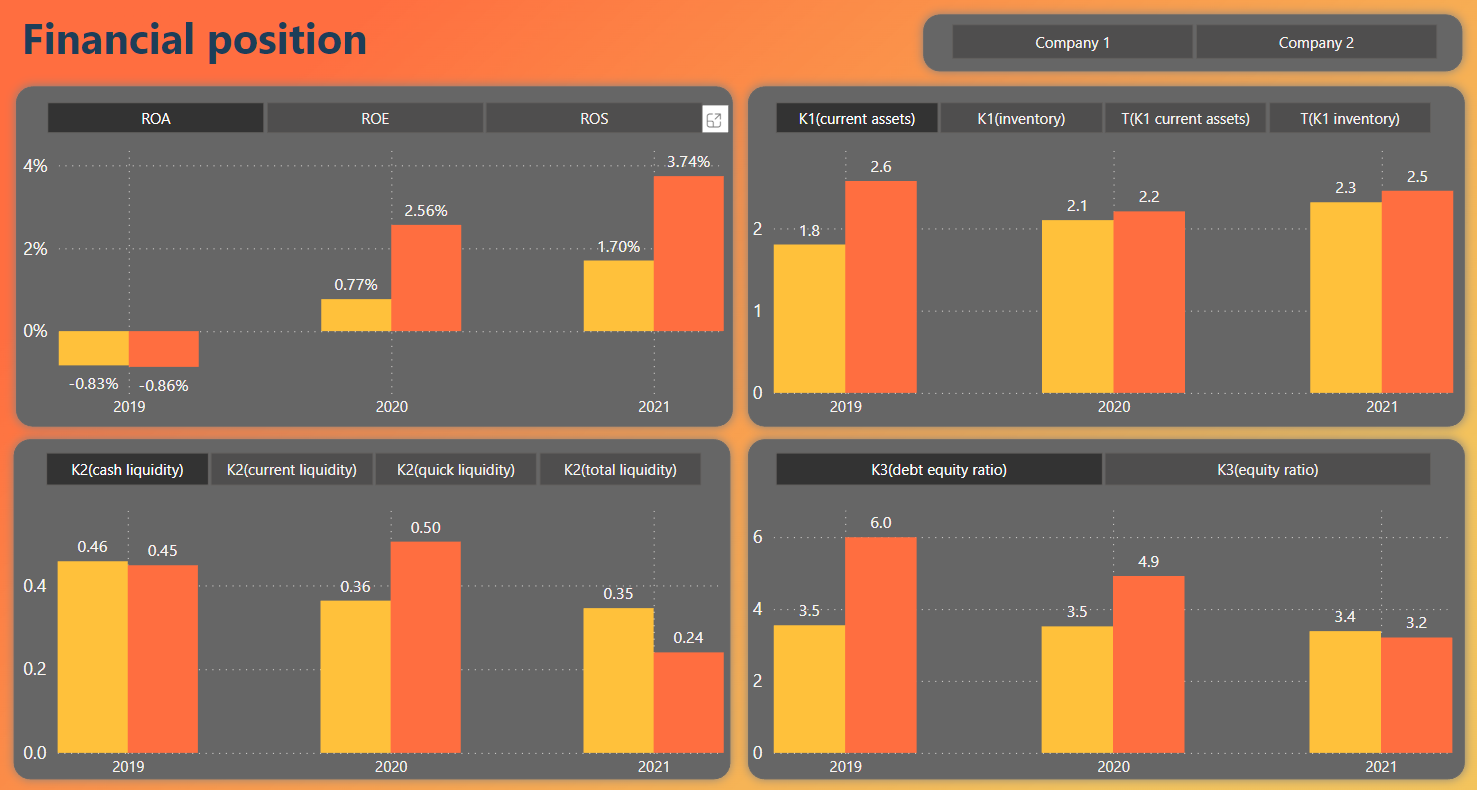 Financial position
Company 1 Company 2
ROA ROE ROS
4%
2%
0%
-0.83% -0.86%
0.77% 2.56%
1.70% 3.74%
2019 2020 2021
K1(current assets) K1(inventory) T(K1 current assets) T(K1 inventory)
2
1
0
1.8 2.6
2.1 2.2
2.3 2.5
2019 2020 2021
K2(cash liquidity) K2(current liquidity) K2(quick liquidity) K2(total liquidity)
0.4
0.2
0.0
0.46 0.45
0.36 0.50
0.35 0.24
2019 2020 2021
K3(debt equity ratio) K3(equity ratio)
6
4
2
0
3.5 6.0
3.5 4.9
3.4 3.2
2019 2020 2021